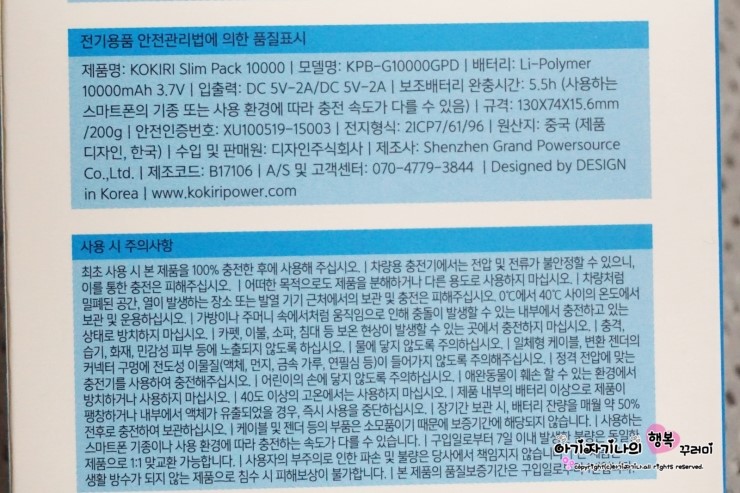 전기용품 안전관리법에 의한 품질표시
제품명: KOKIRI Slim Pack 10000 | 모델명: KPB-G10000GPD | 배터리: Li-Polymer
10000mAh 3.7V | 입출력: DC 5V-2A/DC 5V-2A | 보조배터리 완충시간: 5.5h (사용하는
스마트폰의 기종 또는 사용 환경에 따라 충전 속도가 다를 수 있음) | 규격: 130X74X15,6mm
/200g | 안전인증번호: XU100519-15003 | 전지형식: 2ICP7/61/96 | 원산지: 중국 (제품
디자인, 한국) | 수입 및 판매원: 디자인주식회사 | 제조사: Shenzhen Grand Powersource
Co.,Ltd. | 제조코드: B17106 | A/S 및 고객센터: 070-4779-3844 | Designed by DESIGN
in Korea | www.kokiripower.com
사용 시 주의사항
최초 사용 시 본 제품을 100% 충전한 후에 사용해 주십시오. | 차량용 충전기에서는 전압 및 전류가 불안정할 수 있으니,
이를 통한 충전은 피해주십시오. | 어떠한 목적으로도 제품을 분해하거나 다른 용도로 사용하지 마십시오. | 차량처럼
밀폐된 공간, 열이 발생하는 장소 또는 발열 기기 근처에서의 보관 및 충전은 피해주십시오. 0℃에서 40℃ 사이의 온도에서
보관 및 운용하십시오. | 가방이나 주머니 속에서처럼 움직임으로 인해 충돌이 발생할 수 있는 내부에서 충전하고 있는
상태로 방치하지 마십시오. | 카펫, 이불, 소파, 침대 등 보온 현상이 발생할 수 있는 곳에서 충전하지 마십시오. | 충격,
습기, 화재, 민감성 피부 등에 노출되지 않도록 하십시오. | 물에 닿지 않도록 주의하십시오. | 일체형 케이블, 변환 젠더의
커넥터 구멍에 전도성 이물질(액체, 먼지, 금속 가루, 연필심 등)이 들어가지 않도록 주의해주십시오. | 정격 전압에 맞는
충전기를 사용하여 충전해주십시오. | 어린이의 손에 닿지 않도록 주의하십시오. | 애완동물이 훼손 할 수 있는 환경에서
방치하거나 사용하지 마십시오. | 40도 이상의 고온에서는 사용하지 마십시오. | 제품 내부의 배터리 이상으로 제품이
팽창하거나 내부에서 액체가 유출되었을 경우, 즉시 사용을 중단하십시오. | 장기간 보관 시, 배터리 잔량을 매월 약 50%
전후로 충전하여 보관하십시오. | 케이블 및 젠더 등의 부품은 소모품이기 때문에 보증기간에 해당되지 않습니다. | 사용하는
스마트폰 기종이나 사용 환경에 따라 충전하는 속도가 다를 수 있습니다. | 구입일로부터 7일 이내 발생 불량은 동일한
제품으로 1:1 맞교환 가능합니다. | 사용자의 부주의로 인한 파손 및 불량은 당사에서 책임지지 않습니다.
생활 방수가 되지 않는 제품으로 침수 시 피해보상이 불가합니다. | 본 제품의 품질보증기간은 구입일로부터
아기자기나의 행복 꾸러미
copyright(c)아기자기나.all rights reserved.